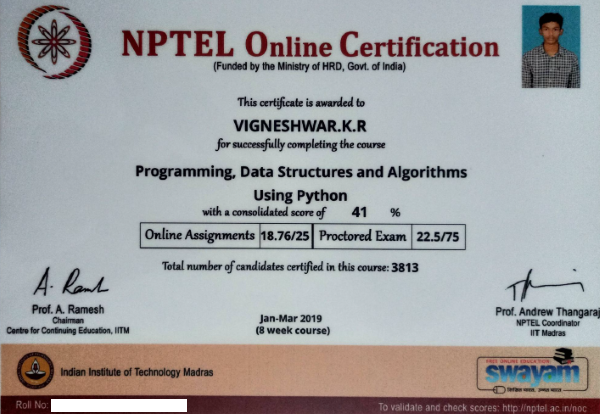 NPTEL Online Certification
(Funded by the Ministry of HRD, Govt. of India)
This certificate is awarded to
VIGNESHWAR.K.R
for successfully completing the course
Programming, Data Structures and Algorithms
Using Python
with a consolidated score of 41 %
Online Assignments 18.76/25 Proctored Exam 22.5/75
Total number of candidates certified in this course: 3813
Prof. A. Ramesh
Chairman
Centre for Continuing Education, IITM
Jan-Mar 2019
(8 week course)
Prof. Andrew Thangaraj
NPTEL Coordinator
IIT Madras
Indian Institute of Technology Madras
FREE ONLINE EDUCATION
swayam
Roll No:
To validate and check scores: http://nptel.ac.in/noc